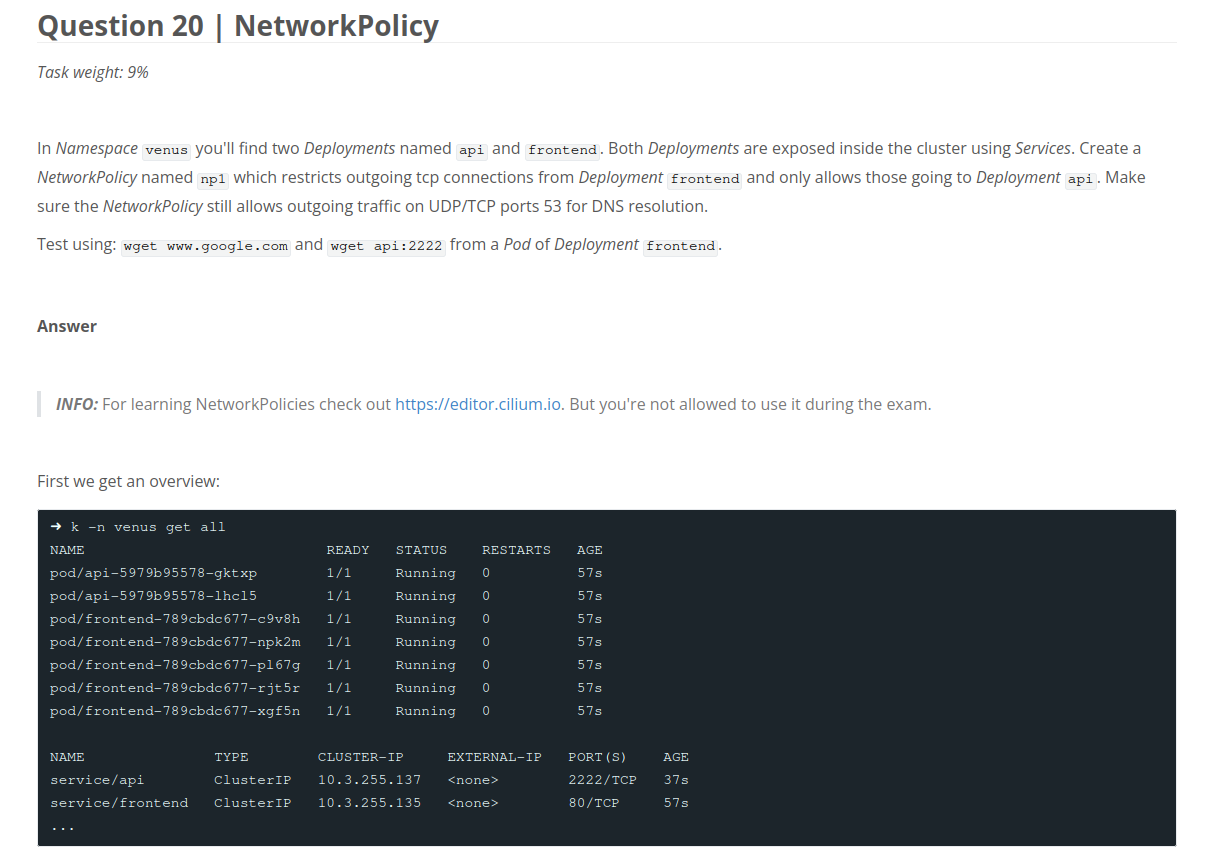 Question 20 | NetworkPolicy
Task weight: 9%
In Namespace venus you'll find two Deployments named api and frontend. Both Deployments are exposed inside the cluster using Services. Create a
NetworkPolicy named np1 which restricts outgoing tcp connections from Deployment frontend and only allows those going to Deployment api. Make
sure the NetworkPolicy still allows outgoing traffic on UDP/TCP ports 53 for DNS resolution.
Test using: wget www.google.com and wget api:2222 from a Pod of Deployment frontend.
Answer
INFO: For learning NetworkPolicies check out https://editor.cilium.io. But you're not allowed to use it during the exam.
First we get an overview:
➜ k -n venus get all
NAME READY STATUS RESTARTS AGE
pod/api-5979b95578-gktxp 1/1 Running 0 57s
pod/api-5979b95578-lhcl5 1/1 Running 0 57s
pod/frontend-789cbdc677-c9v8h 1/1 Running 0 57s
pod/frontend-789cbdc677-npk2m 1/1 Running 0 57s
pod/frontend-789cbdc677-pl67g 1/1 Running 0 57s
pod/frontend-789cbdc677-rjt5r 1/1 Running 0 57s
pod/frontend-789cbdc677-xgf5n 1/1 Running 0 57s
NAME TYPE CLUSTER-IP EXTERNAL-IP PORT(S) AGE
service/api ClusterIP 10.3.255.137 <none> 2222/TCP 37s
service/frontend ClusterIP 10.3.255.135 <none> 80/TCP 57s
...